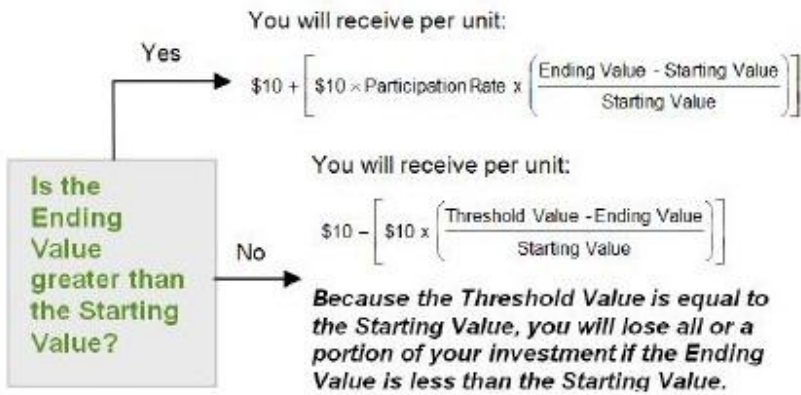 You will receive per unit:
Yes
$10 + [ $10 × Participation Rate x ( Ending Value - Starting Value / Starting Value ) ]
You will receive per unit:
Is the
Ending
Value
greater than
the Starting
Value?
No
$10 – [ $10 x ( Threshold Value - Ending Value / Starting Value ) ]
Because the Threshold Value is equal to
the Starting Value, you will lose all or a
portion of your investment if the Ending
Value is less than the Starting Value.